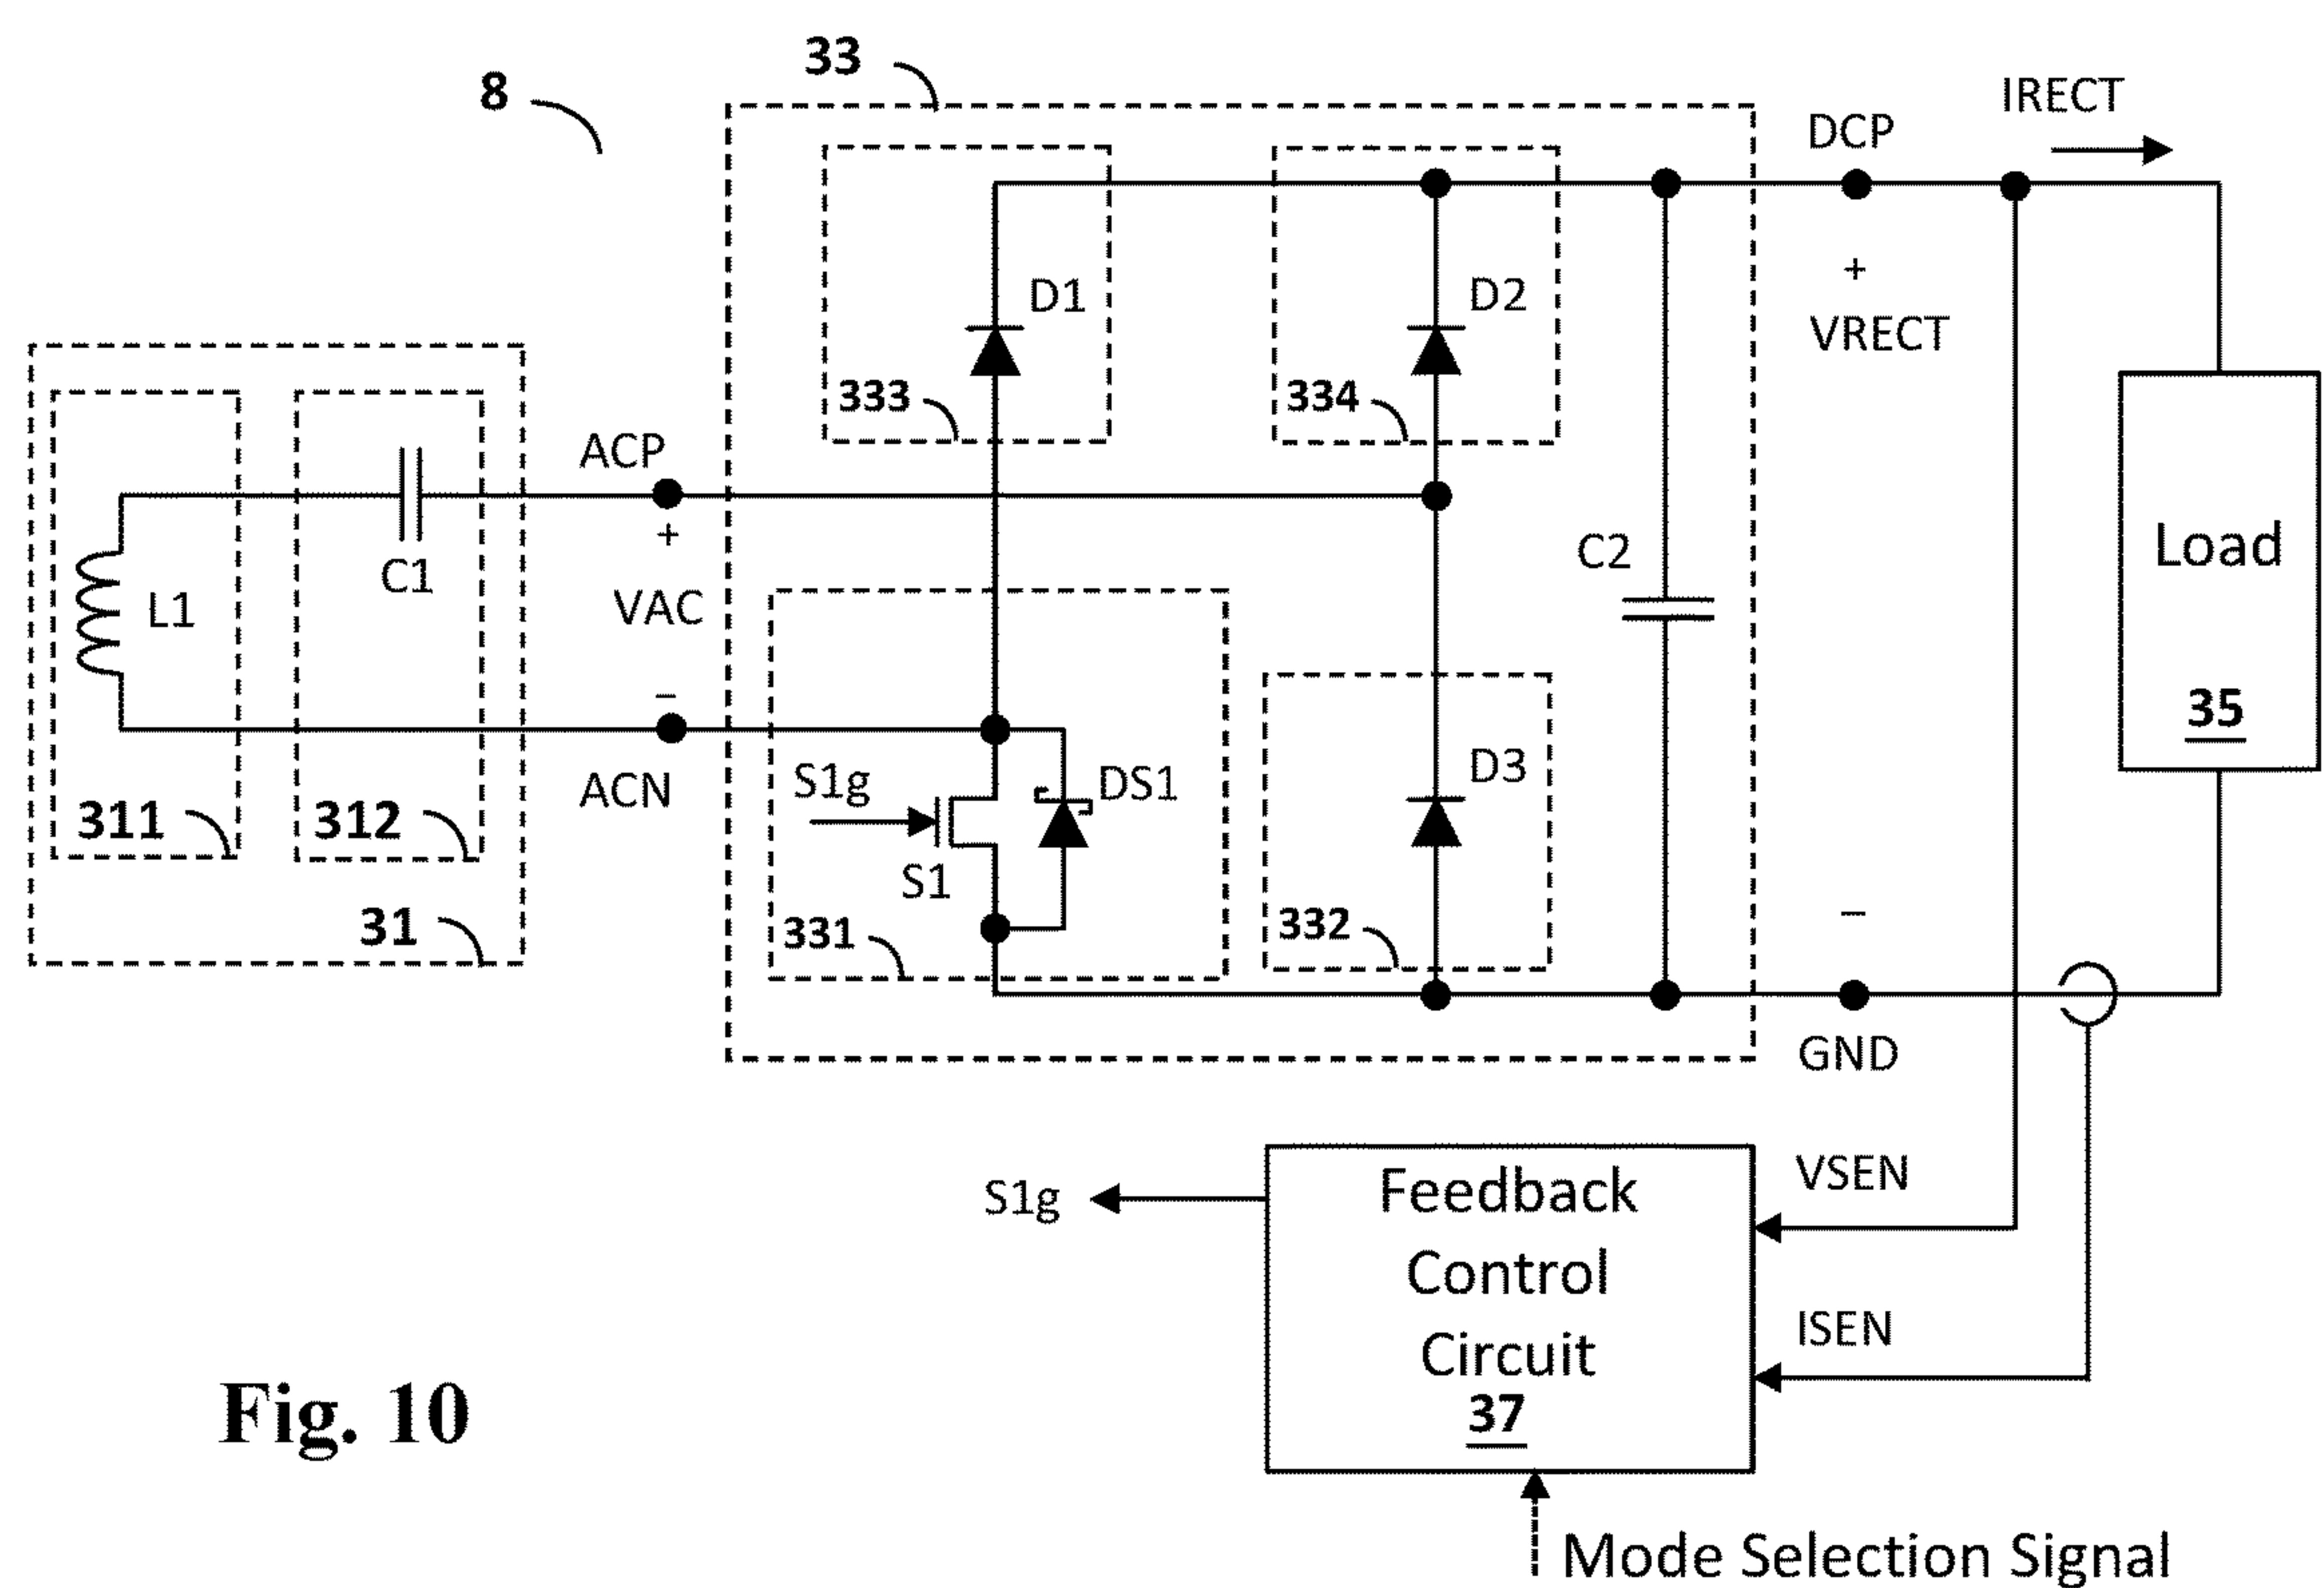 8
33
DCP
IRECT
D1
D2
+
VRECT
333
334
ACP
+
C1
L1
VAC
C2
Load
35
−
ACN
S1g
DS1
D3
311
312
S1
31
331
332
−
GND
S1g
Feedback
Control
Circuit
37
VSEN
ISEN
Mode Selection Signal
Fig. 10